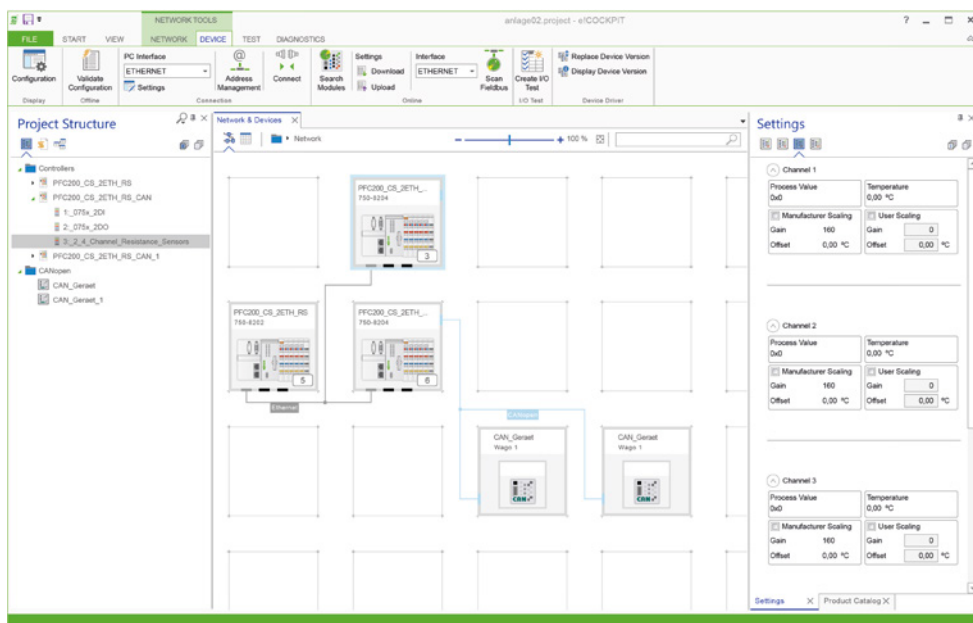 NETWORK TOOLS
anlage02.project - e!COCKPIT
FILE START VIEW NETWORK DEVICE TEST DIAGNOSTICS
Configuration
Display
Validate Configuration
Offline
PC Interface
ETHERNET
Settings
Address Management
Connect
Connection
Search Modules
Settings
Download
Upload
Interface
ETHERNET
Scan Fieldbus
Online
Create I/O Test
I/O Test
Replace Device Version
Display Device Version
Device Driver
Project Structure
Controllers
PFC200_CS_2ETH_RS
PFC200_CS_2ETH_RS_CAN
1:_075x_2DI
2:_075x_2DO
3:_2_4_Channel_Resistance_Sensors
PFC200_CS_2ETH_RS_CAN_1
CANopen
CAN_Geraet
CAN_Geraet_1
Network & Devices
Network
100 %
PFC200_CS_2ETH_...
750-8204
3
PFC200_CS_2ETH_RS
750-8202
5
PFC200_CS_2ETH_...
750-8204
6
Ethernet
CANopen
CAN_Geraet
Wago 1
CAN
CAN_Geraet
Wago 1
CAN
Settings
Channel 1
Process Value Temperature
0x0 0,00 °C
Manufacturer Scaling User Scaling
Gain 160 Gain 0
Offset 0,00 °C Offset 0,00 °C
Channel 2
Process Value Temperature
0x0 0,00 °C
Manufacturer Scaling User Scaling
Gain 160 Gain 0
Offset 0,00 °C Offset 0,00 °C
Channel 3
Process Value Temperature
0x0 0,00 °C
Manufacturer Scaling User Scaling
Gain 160 Gain 0
Offset 0,00 °C Offset 0,00 °C
Settings Product Catalog